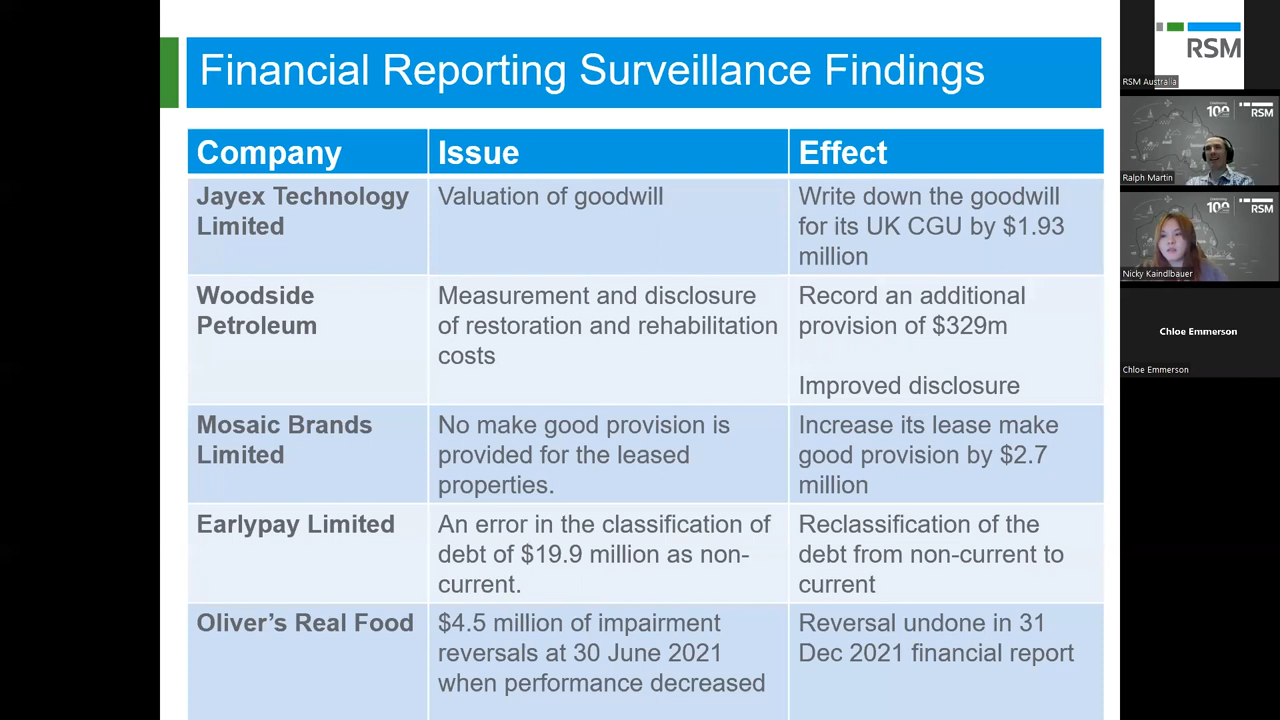 Financial Reporting Surveillance Findings
Company
Issue
Effect
Jayex Technology
Limited
Valuation of goodwill
Write down the goodwill
for its UK CGU by $1.93
million
Woodside
Petroleum
Measurement and disclosure
of restoration and rehabilitation
costs
Record an additional
provision of $329m
Improved disclosure
Mosaic Brands
Limited
No make good provision is
provided for the leased
properties.
Increase its lease make
good provision by $2.7
million
Earlypay Limited
An error in the classification of
debt of $19.9 million as non-
current.
Reclassification of the
debt from non-current to
current
Oliver’s Real Food
$4.5 million of impairment
reversals at 30 June 2021
when performance decreased
Reversal undone in 31
Dec 2021 financial report
RSM
RSM Australia
100
RSM
Ralph Martin
100
RSM
Nicky Kaindlbauer
Chloe Emmerson
Chloe Emmerson